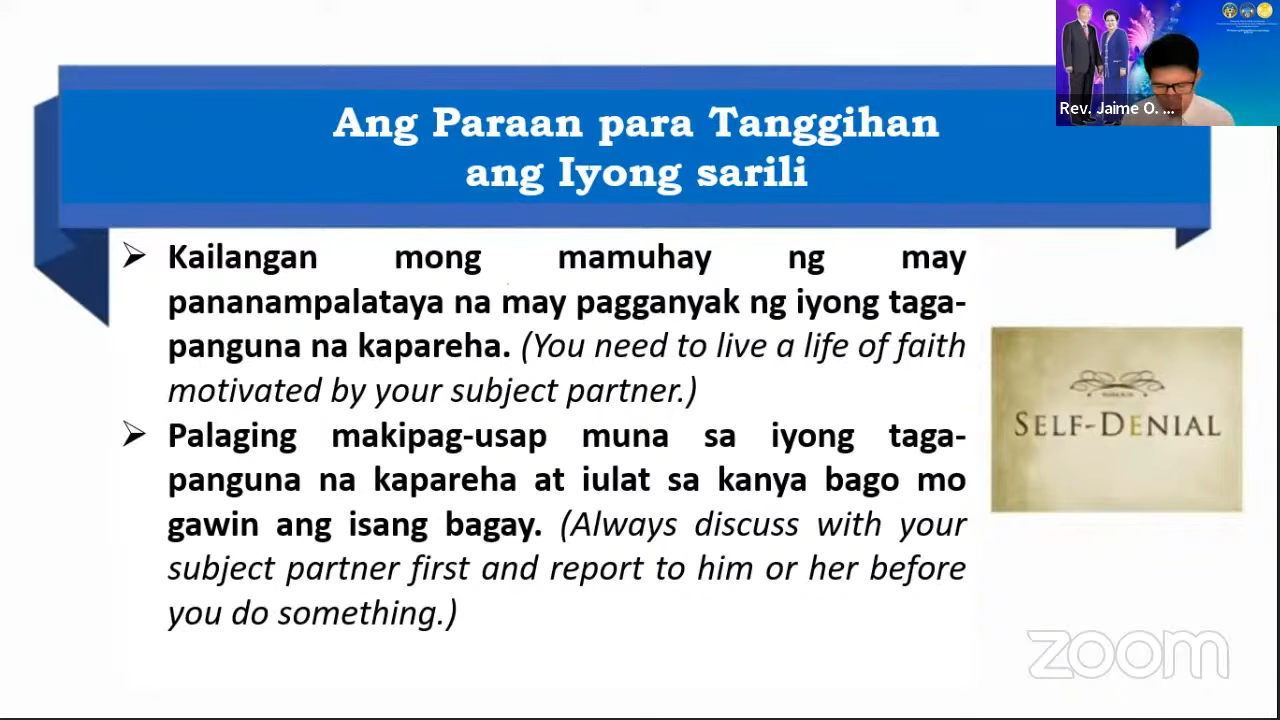 Ang Paraan para Tanggihan
ang Iyong sarili
Rev. Jaime O. ...
➢ Kailangan mong mamuhay ng may
pananampalataya na may pagganyak ng iyong taga-
panguna na kapareha. (You need to live a life of faith
motivated by your subject partner.)
➢ Palaging makipag-usap muna sa iyong taga-
panguna na kapareha at iulat sa kanya bago mo
gawin ang isang bagay. (Always discuss with your
subject partner first and report to him or her before
you do something.)
SELF-DENIAL
zoom